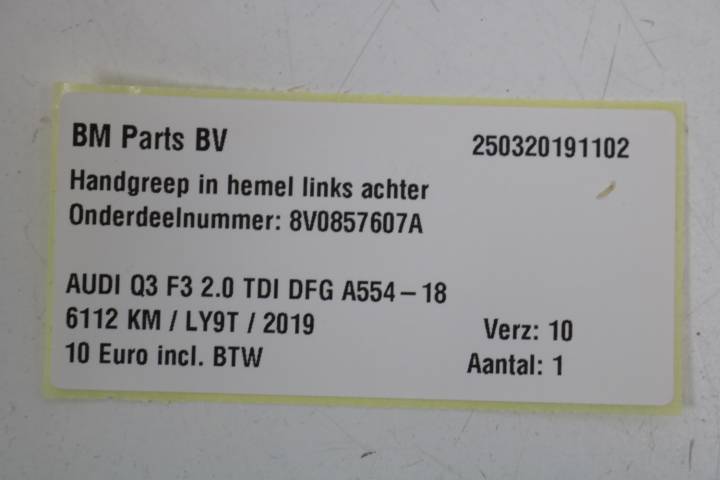 BM Parts BV 250320191102
Handgreep in hemel links achter
Onderdeelnummer: 8V0857607A
AUDI Q3 F3 2.0 TDI DFG A554-18
6112 KM / LY9T / 2019 Verz: 10
10 Euro incl. BTW Aantal: 1